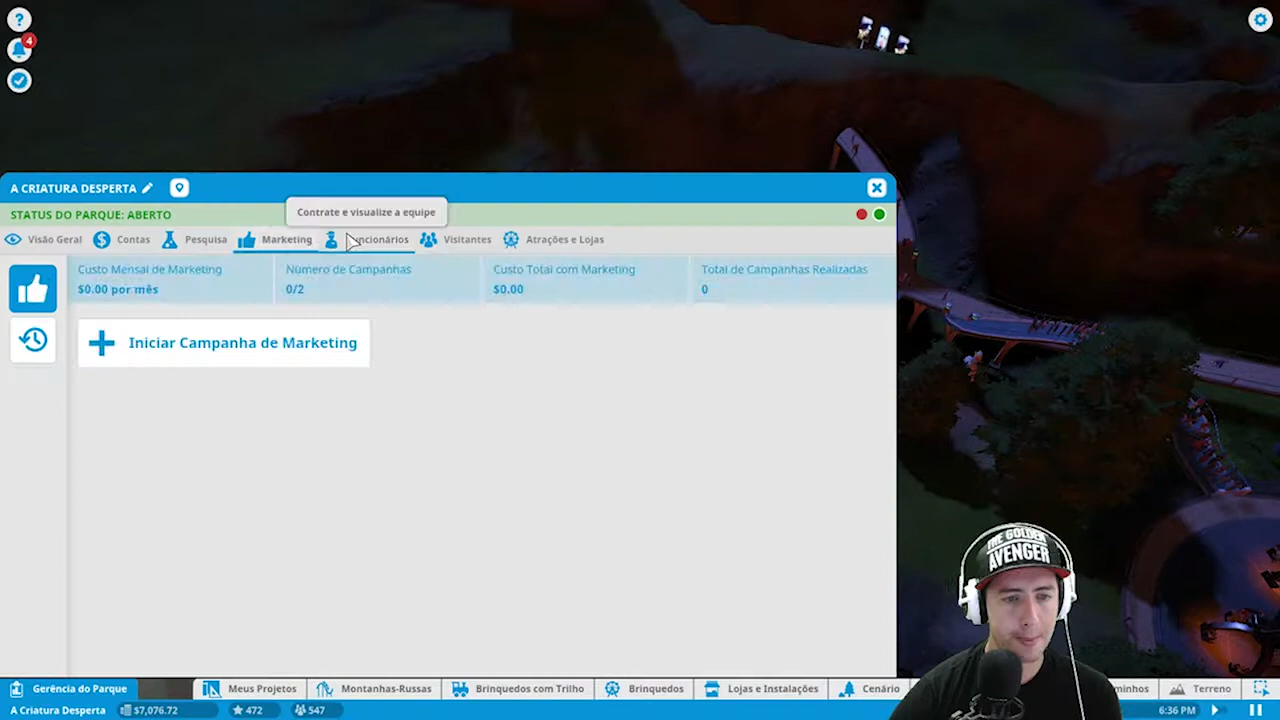 ?
4
A CRIATURA DESPERTA
STATUS DO PARQUE: ABERTO
Contrate e visualize a equipe
Visão Geral
Contas
Pesquisa
Marketing
ncionários
Visitantes
Atrações e Lojas
Custo Mensal de Marketing
$0.00 por mês
Número de Campanhas
0/2
Custo Total com Marketing
$0.00
Total de Campanhas Realizadas
0
Iniciar Campanha de Marketing
THE GOLDEN
AVENGER
Gerência do Parque
Meus Projetos
Montanhas-Russas
Brinquedos com Trilho
Brinquedos
Lojas e Instalações
Cenário
minhos
Terreno
A Criatura Desperta
$7,076.72
472
547
6:36 PM